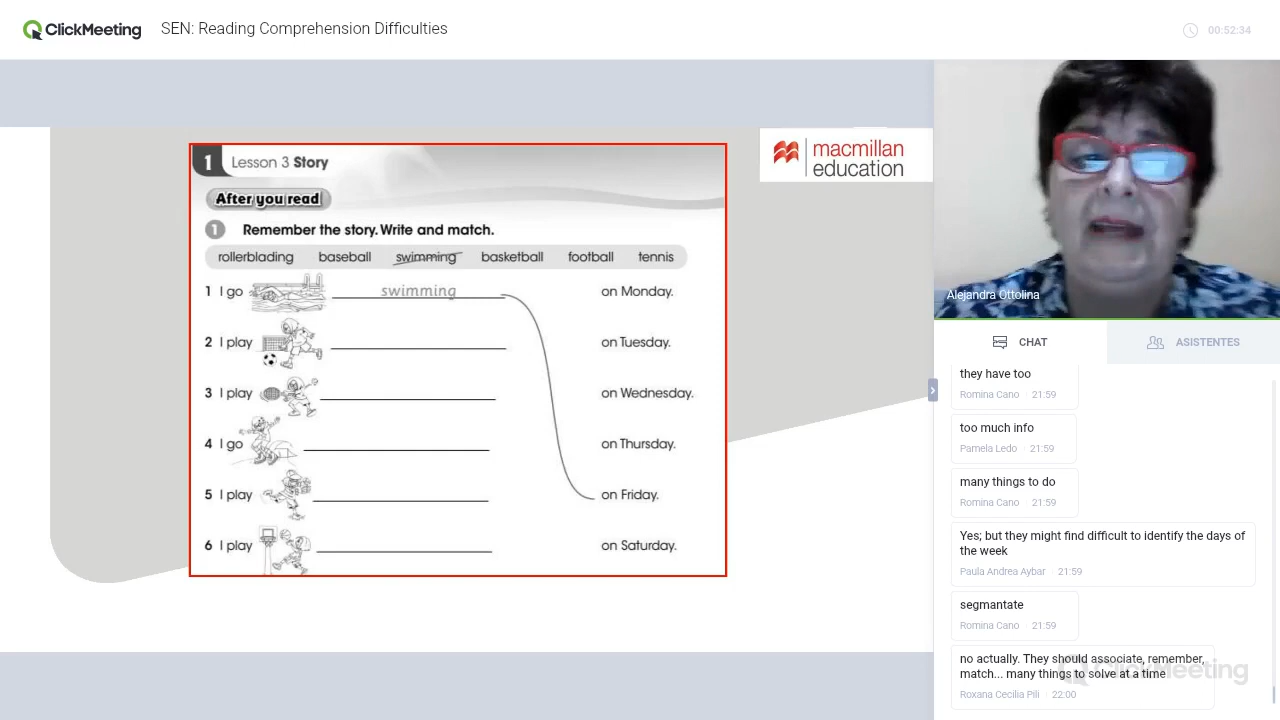 ClickMeeting
SEN: Reading Comprehension Difficulties
00:52:34
macmillan
education
1 Lesson 3 Story
After you read
1 Remember the story. Write and match.
rollerblading baseball swimming basketball football tennis
1 I go swimming on Monday.
2 I play on Tuesday.
3 I play on Wednesday.
4 I go on Thursday.
5 I play on Friday.
6 I play on Saturday.
Alejandra Ottolina
CHAT ASISTENTES
they have too
Romina Cano · 21:59
too much info
Pamela Ledo · 21:59
many things to do
Romina Cano · 21:59
Yes; but they might find difficult to identify the days of
the week
Paula Andrea Aybar · 21:59
segmantate
Romina Cano · 21:59
no actually. They should associate, remember,
match... many things to solve at a time
Roxana Cecilia Pili · 22:00
ClickMeeting